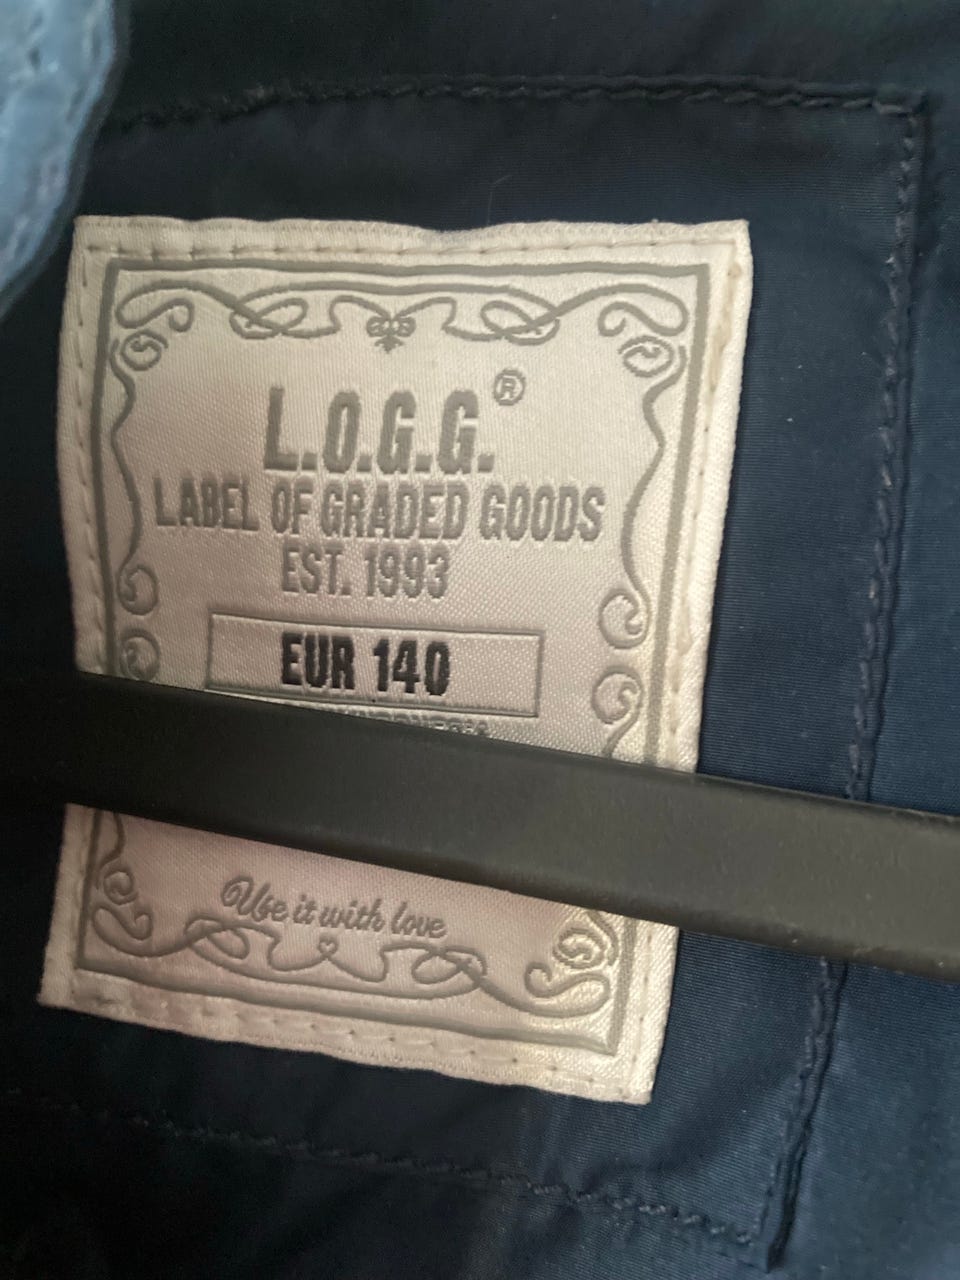 L.O.G.G.®
LABEL OF GRADED GOODS
EST. 1993
EUR 140
Use it with love